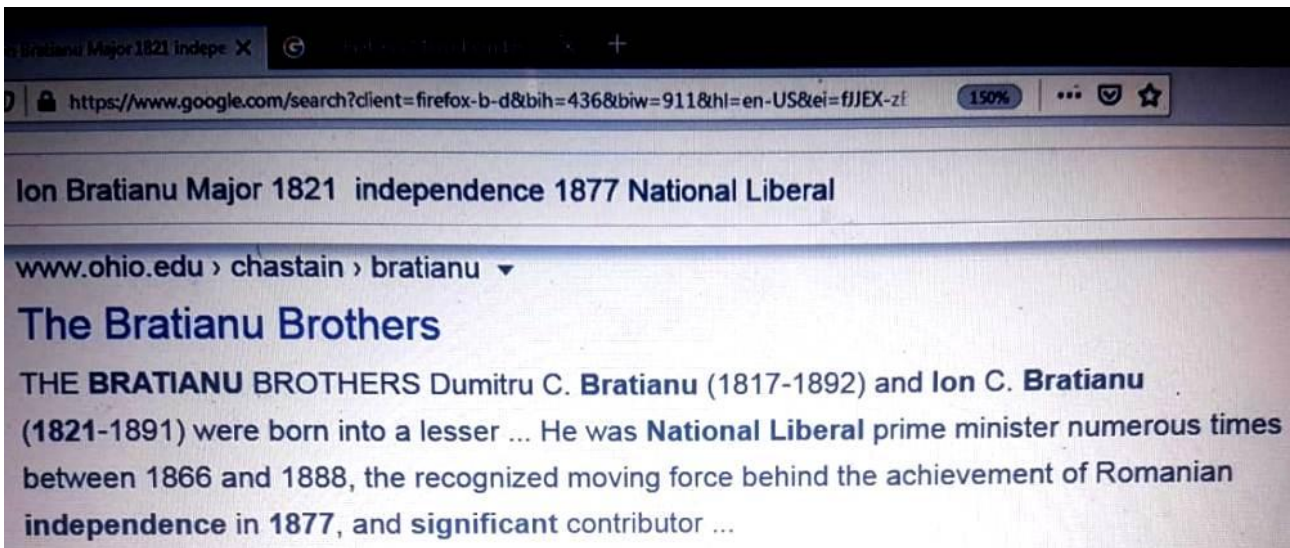 Bratianu Major 1821 indepe X
https://www.google.com/search?client=firefox-b-d&bih=436&biw=911&hl=en-US&ei=fJJEX-zE 150%
Ion Bratianu Major 1821 independence 1877 National Liberal
www.ohio.edu › chastain › bratianu
The Bratianu Brothers
THE BRATIANU BROTHERS Dumitru C. Bratianu (1817-1892) and Ion C. Bratianu
(1821-1891) were born into a lesser ... He was National Liberal prime minister numerous times
between 1866 and 1888, the recognized moving force behind the achievement of Romanian
independence in 1877, and significant contributor ...